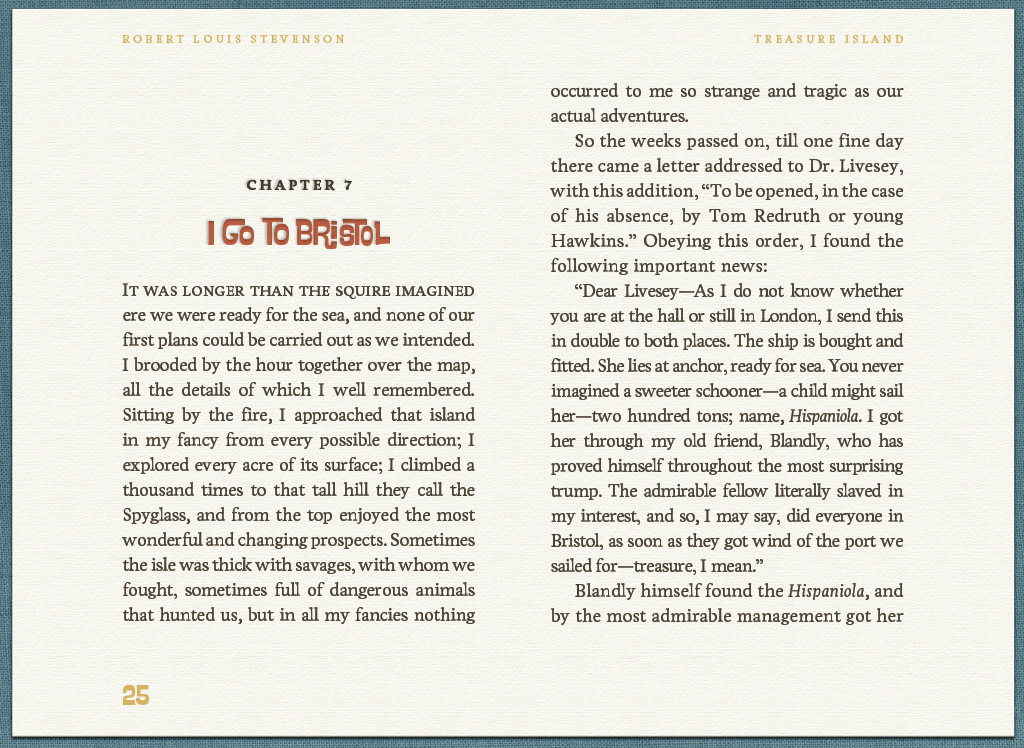 ROBERT LOUIS STEVENSON
TREASURE ISLAND
CHAPTER 7
I GO TO BRISTOL
IT WAS LONGER THAN THE SQUIRE IMAGINED
ere we were ready for the sea, and none of our
first plans could be carried out as we intended.
I brooded by the hour together over the map,
all the details of which I well remembered.
Sitting by the fire, I approached that island
in my fancy from every possible direction; I
explored every acre of its surface; I climbed a
thousand times to that tall hill they call the
Spyglass, and from the top enjoyed the most
wonderful and changing prospects. Sometimes
the isle was thick with savages, with whom we
fought, sometimes full of dangerous animals
that hunted us, but in all my fancies nothing
25
occurred to me so strange and tragic as our
actual adventures.
So the weeks passed on, till one fine day
there came a letter addressed to Dr. Livesey,
with this addition, “To be opened, in the case
of his absence, by Tom Redruth or young
Hawkins.” Obeying this order, I found the
following important news:
“Dear Livesey—As I do not know whether
you are at the hall or still in London, I send this
in double to both places. The ship is bought and
fitted. She lies at anchor, ready for sea. You never
imagined a sweeter schooner—a child might sail
her—two hundred tons; name, Hispaniola. I got
her through my old friend, Blandly, who has
proved himself throughout the most surprising
trump. The admirable fellow literally slaved in
my interest, and so, I may say, did everyone in
Bristol, as soon as they got wind of the port we
sailed for—treasure, I mean.”
Blandly himself found the Hispaniola, and
by the most admirable management got her